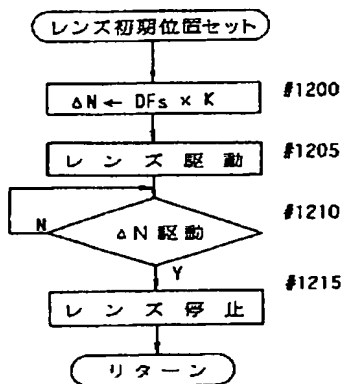 レンズ初期位置セット
ΔN ← DFs × K
#1200
レンズ駆動
#1205
ΔN駆動
#1210
N
Y
レンズ停止
#1215
リターン